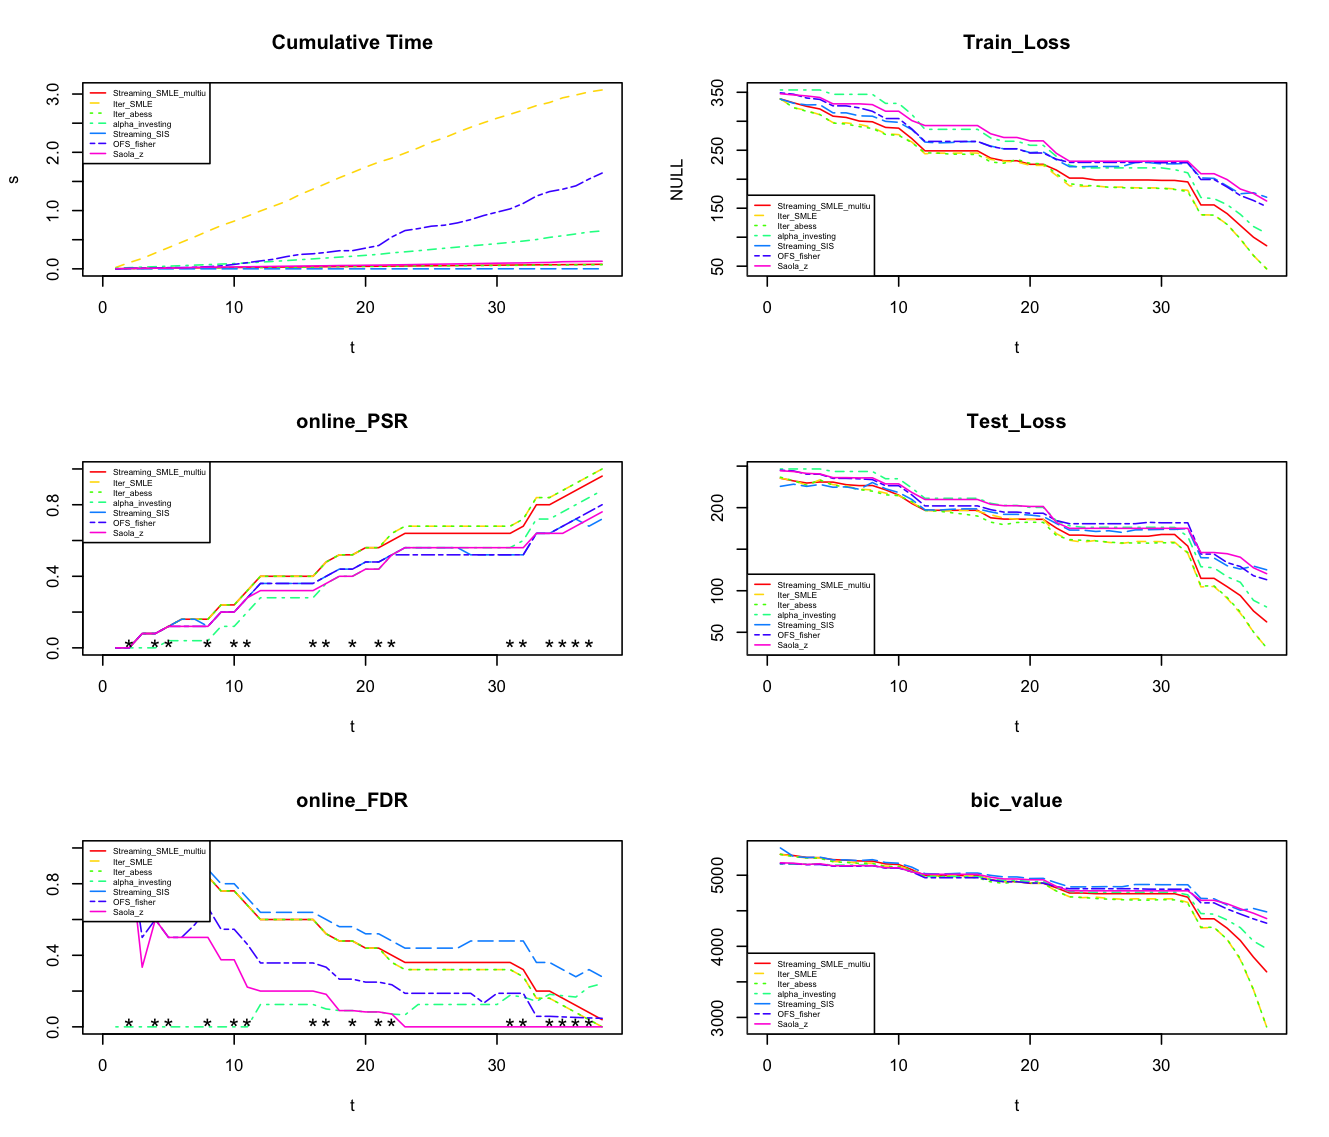 Cumulative Time
s
3.0
2.0
1.0
0.0
Streaming_SMLE_multiu
Iter_SMLE
Iter_abess
alpha_investing
Streaming_SIS
OFS_fisher
Saola_z
0 10 20 30
t
Train_Loss
NULL
350
250
150
50
Streaming_SMLE_multiu
Iter_SMLE
Iter_abess
alpha_investing
Streaming_SIS
OFS_fisher
Saola_z
0 10 20 30
t
online_PSR
0.8
0.4
0.0
Streaming_SMLE_multiu
Iter_SMLE
Iter_abess
alpha_investing
Streaming_SIS
OFS_fisher
Saola_z
* * * * * * * * * * * * * * * * *
0 10 20 30
t
Test_Loss
200
100
50
Streaming_SMLE_multiu
Iter_SMLE
Iter_abess
alpha_investing
Streaming_SIS
OFS_fisher
Saola_z
0 10 20 30
t
online_FDR
0.8
0.4
0.0
Streaming_SMLE_multiu
Iter_SMLE
Iter_abess
alpha_investing
Streaming_SIS
OFS_fisher
Saola_z
* * * * * * * * * * * * * * * * *
0 10 20 30
t
bic_value
5000
4000
3000
Streaming_SMLE_multiu
Iter_SMLE
Iter_abess
alpha_investing
Streaming_SIS
OFS_fisher
Saola_z
0 10 20 30
t